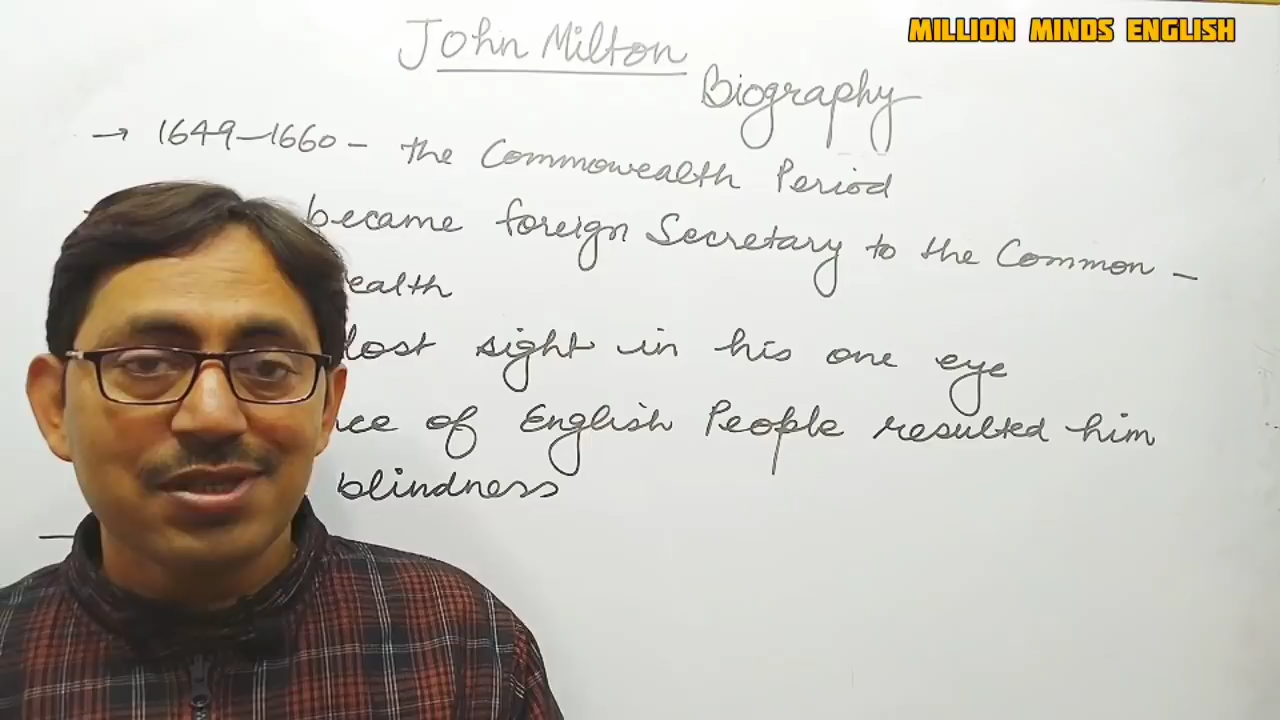 MILLION MINDS ENGLISH
John Milton
Biography
→ 1649-1660 - the Commowealth Period
became foreign Secretary to the Common -
ealth
lost sight in his one eye
ce of English People resulted him
blindness